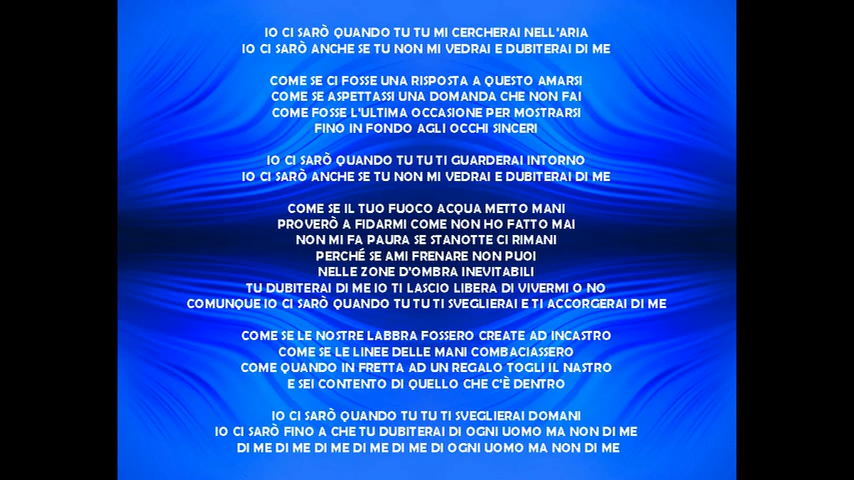 IO CI SARÒ QUANDO TU TU MI CERCHERAI NELL'ARIA
IO CI SARÒ ANCHE SE TU NON MI VEDRAI E DUBITERAI DI ME
COME SE CI FOSSE UNA RISPOSTA A QUESTO AMARSI
COME SE ASPETTASSI UNA DOMANDA CHE NON FAI
COME FOSSE L'ULTIMA OCCASIONE PER MOSTRARSI
FINO IN FONDO AGLI OCCHI SINCERI
IO CI SARÒ QUANDO TU TU TI GUARDERAI INTORNO
IO CI SARÒ ANCHE SE TU NON MI VEDRAI E DUBITERAI DI ME
COME SE IL TUO FUOCO ACQUA METTO MANI
PROVERÒ A FIDARMI COME NON HO FATTO MAI
NON MI FA PAURA SE STANOTTE CI RIMANI
PERCHÉ SE AMI FRENARE NON PUOI
NELLE ZONE D'OMBRA INEVITABILI
TU DUBITERAI DI ME IO TI LASCIO LIBERA DI VIVERMI O NO
COMUNQUE IO CI SARÒ QUANDO TU TU TI SVEGLIERAI E TI ACCORGERAI DI ME
COME SE LE NOSTRE LABBRA FOSSERO CREATE AD INCASTRO
COME SE LE LINEE DELLE MANI COMBACIASSERO
COME QUANDO IN FRETTA AD UN REGALO TOGLI IL NASTRO
E SEI CONTENTO DI QUELLO CHE C'È DENTRO
IO CI SARÒ QUANDO TU TU TI SVEGLIERAI DOMANI
IO CI SARÒ FINO A CHE TU DUBITERAI DI OGNI UOMO MA NON DI ME
DI ME DI ME DI ME DI ME DI ME DI OGNI UOMO MA NON DI ME